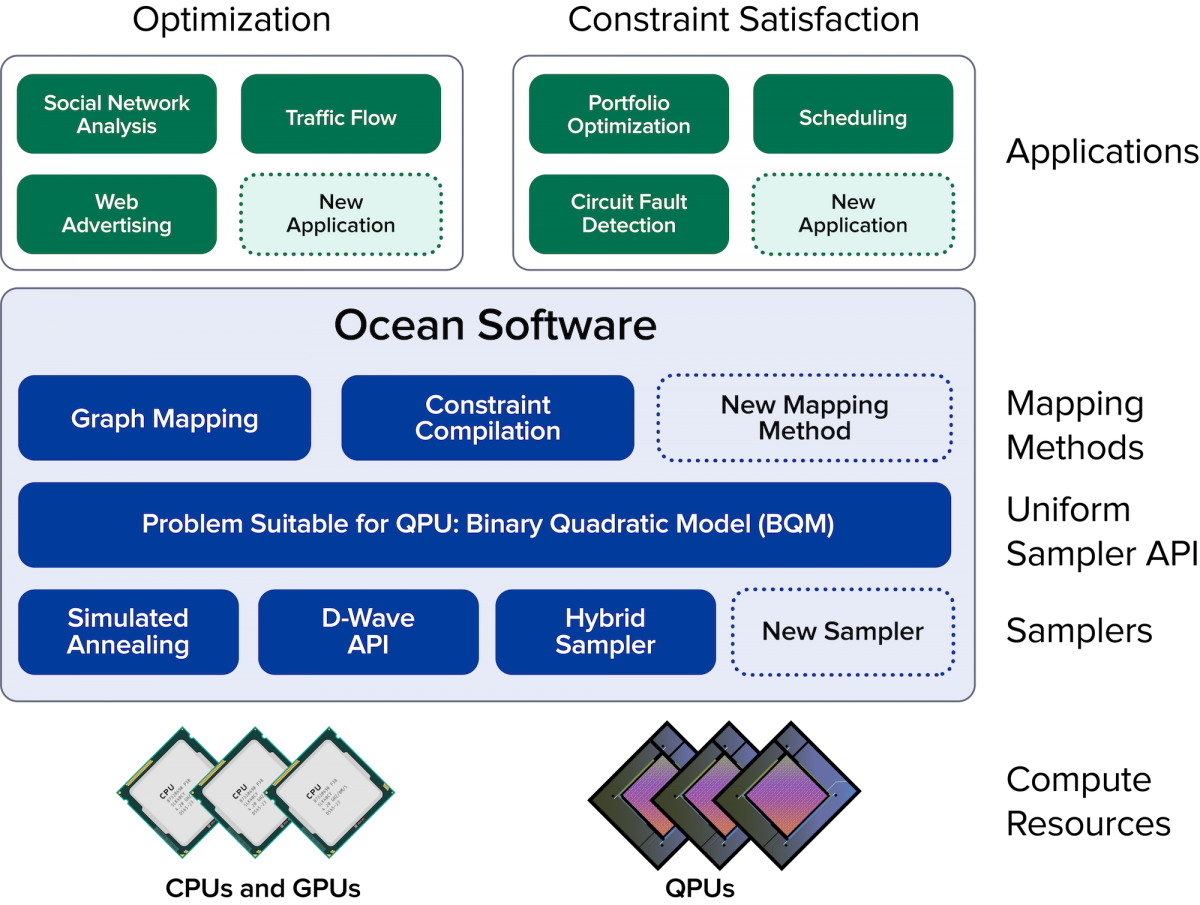 Optimization
Constraint Satisfaction
Social Network
Analysis
Traffic Flow
Portfolio
Optimization
Scheduling
Applications
Web
Advertising
New
Application
Circuit Fault
Detection
New
Application
Ocean Software
Graph Mapping
Constraint
Compilation
New Mapping
Method
Mapping
Methods
Problem Suitable for QPU: Binary Quadratic Model (BQM)
Uniform
Sampler API
Simulated
Annealing
D-Wave
API
Hybrid
Sampler
New Sampler
Samplers
CPU
CPU
CPU
Compute
Resources
CPUs and GPUs
QPUs